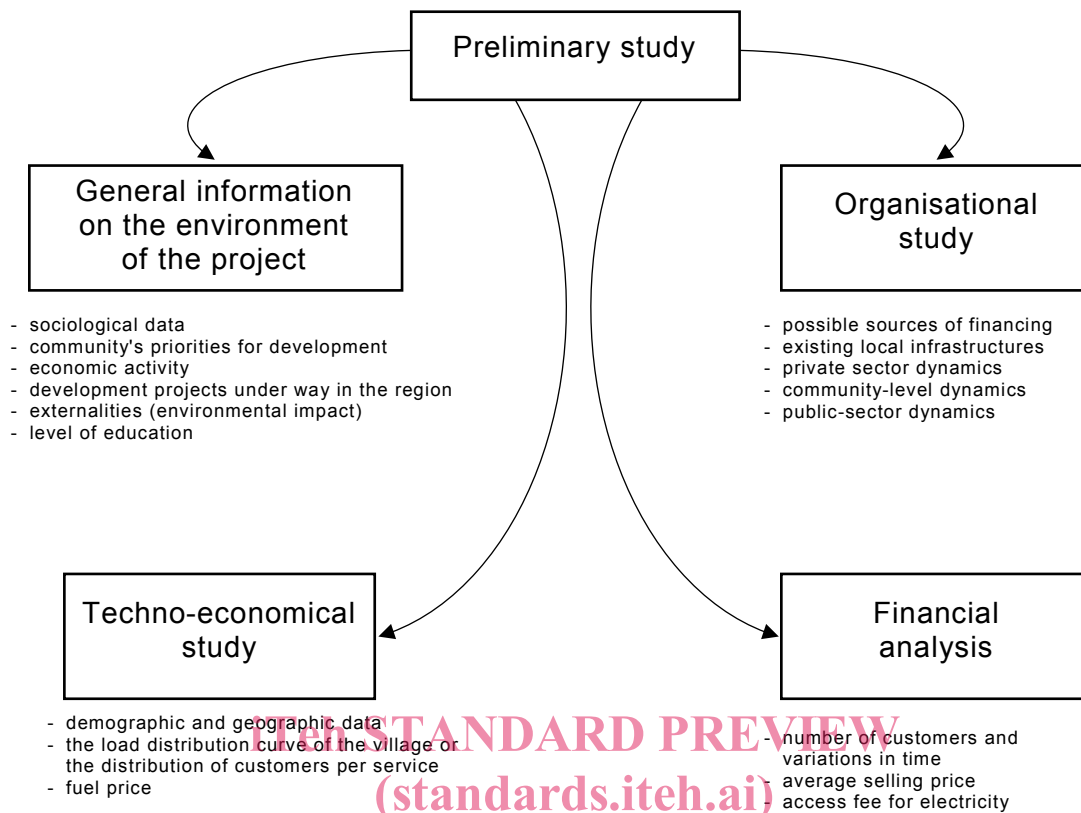 Preliminary study
General information
on the environment
of the project
- sociological data
- community's priorities for development
- economic activity
- development projects under way in the region
- externalities (environmental impact)
- level of education
Organisational
study
- possible sources of financing
- existing local infrastructures
- private sector dynamics
- community-level dynamics
- public-sector dynamics
Techno-economical
study
- demographic and geographic data
- the load distribution curve of the village or
the distribution of customers per service
- fuel price
Financial
analysis
- number of customers and
variations in time
- average selling price
- access fee for electricity
iTeh STANDARD PREVIEW
(standards.iteh.ai)